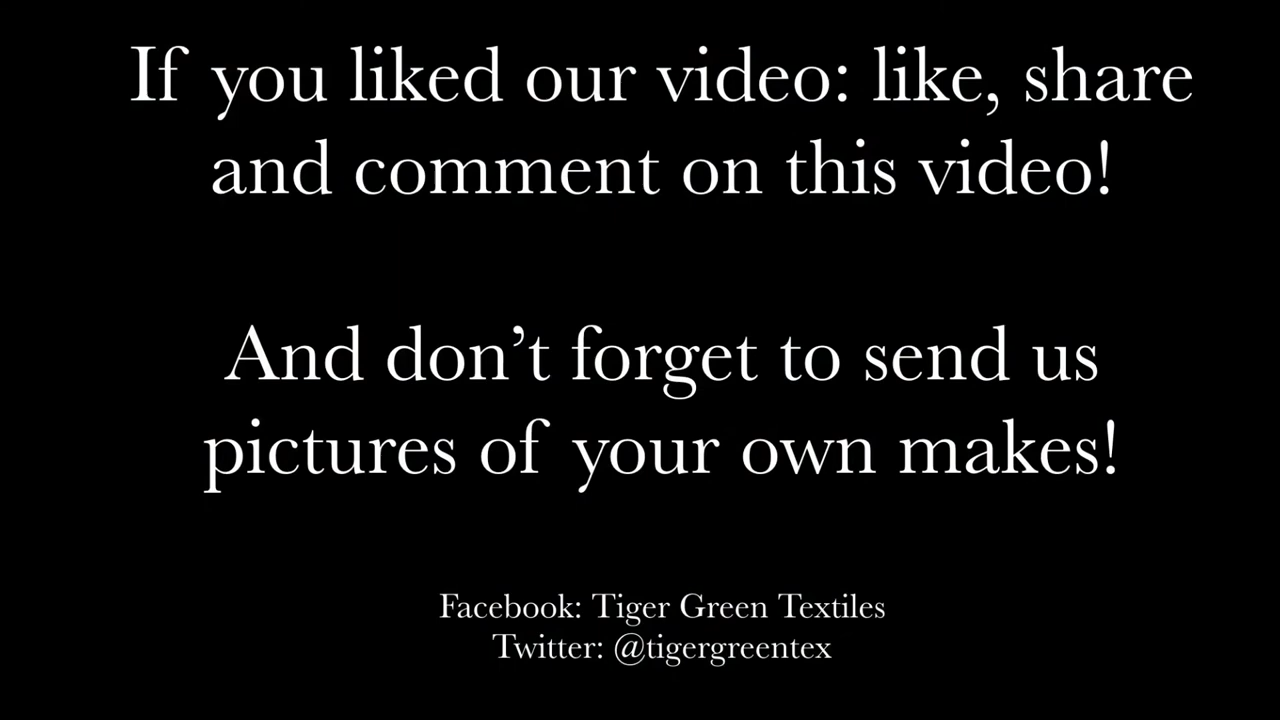 If you liked our video: like, share
and comment on this video!
And don’t forget to send us
pictures of your own makes!
Facebook: Tiger Green Textiles
Twitter: @tigergreentex